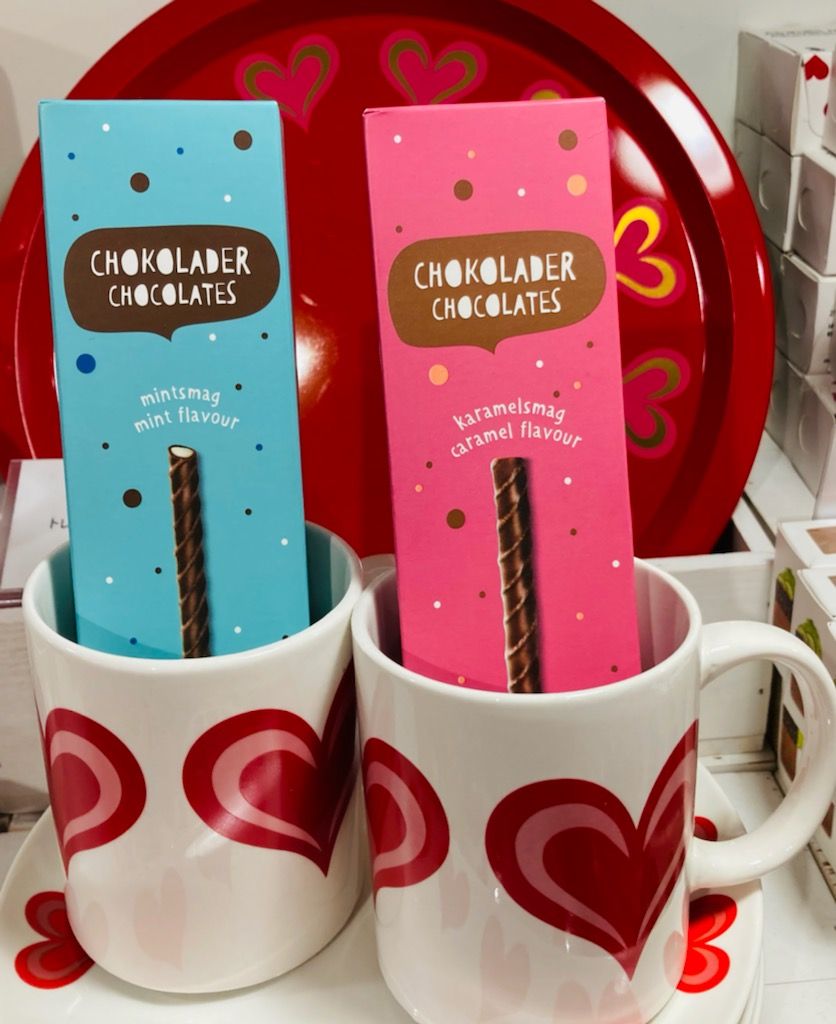 CHOKOLADER
CHOCOLATES
mintsmag
mint flavour
CHOKOLADER
CHOCOLATES
karamelsmag
caramel flavour